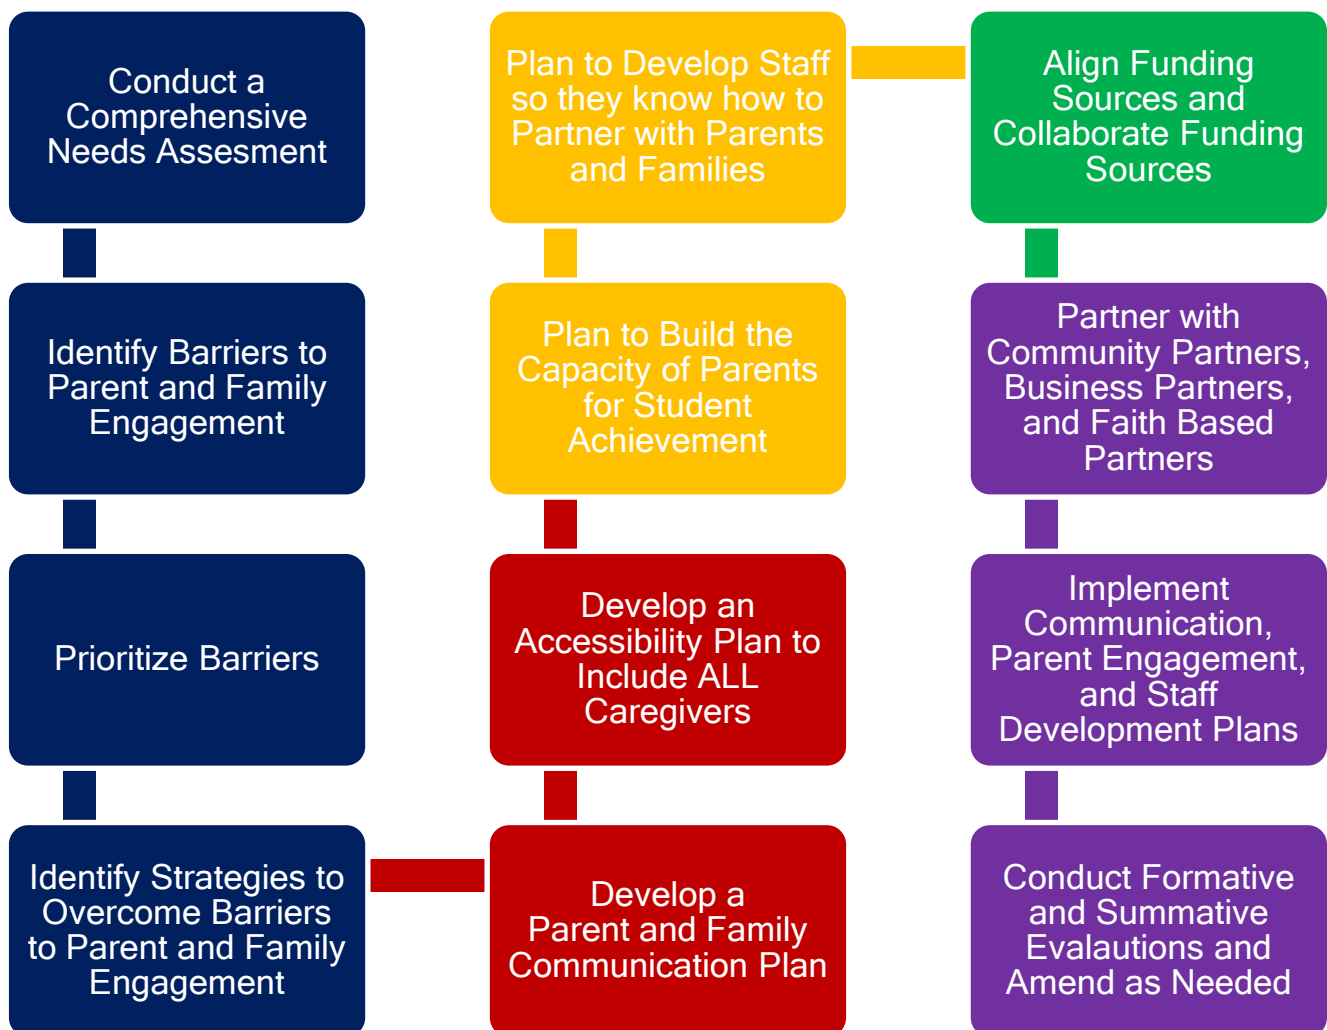 Conduct a
Comprehensive
Needs Assesment
Identify Barriers to
Parent and Family
Engagement
Prioritize Barriers
Identify Strategies to
Overcome Barriers
to Parent and Family
Engagement
Develop a
Parent and Family
Communication Plan
Develop an
Accessibility Plan to
Include ALL
Caregivers
Plan to Build the
Capacity of Parents
for Student
Achievement
Plan to Develop Staff
so they know how to
Partner with Parents
and Families
Align Funding
Sources and
Collaborate Funding
Sources
Partner with
Community Partners,
Business Partners,
and Faith Based
Partners
Implement
Communication,
Parent Engagement,
and Staff
Development Plans
Conduct Formative
and Summative
Evalautions and
Amend as Needed